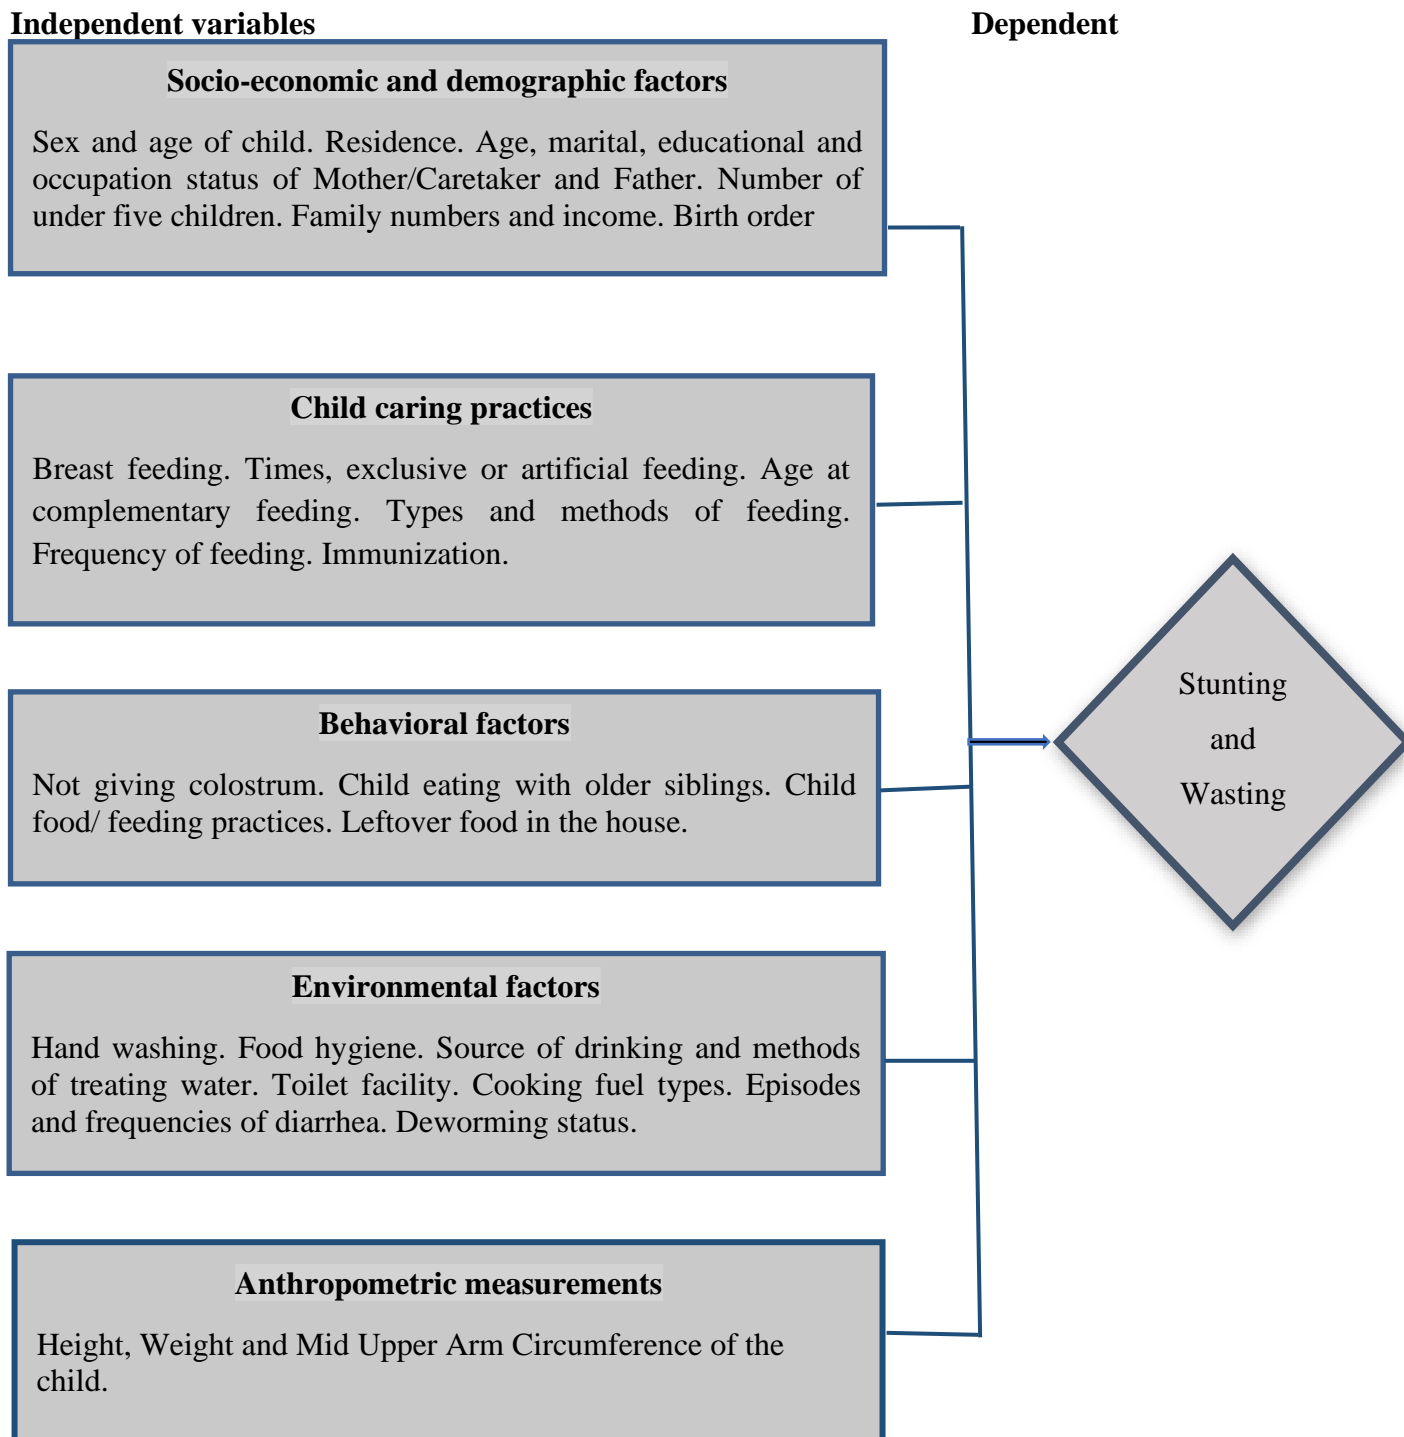 Independent variables
Dependent
Socio-economic and demographic factors
Sex and age of child. Residence. Age, marital, educational and
occupation status of Mother/Caretaker and Father. Number of
under five children. Family numbers and income. Birth order
Child caring practices
Breast feeding. Times, exclusive or artificial feeding. Age at
complementary feeding. Types and methods of feeding.
Frequency of feeding. Immunization.
Behavioral factors
Not giving colostrum. Child eating with older siblings. Child
food/ feeding practices. Leftover food in the house.
Environmental factors
Hand washing. Food hygiene. Source of drinking and methods
of treating water. Toilet facility. Cooking fuel types. Episodes
and frequencies of diarrhea. Deworming status.
Anthropometric measurements
Height, Weight and Mid Upper Arm Circumference of the
child.
Stunting
and
Wasting